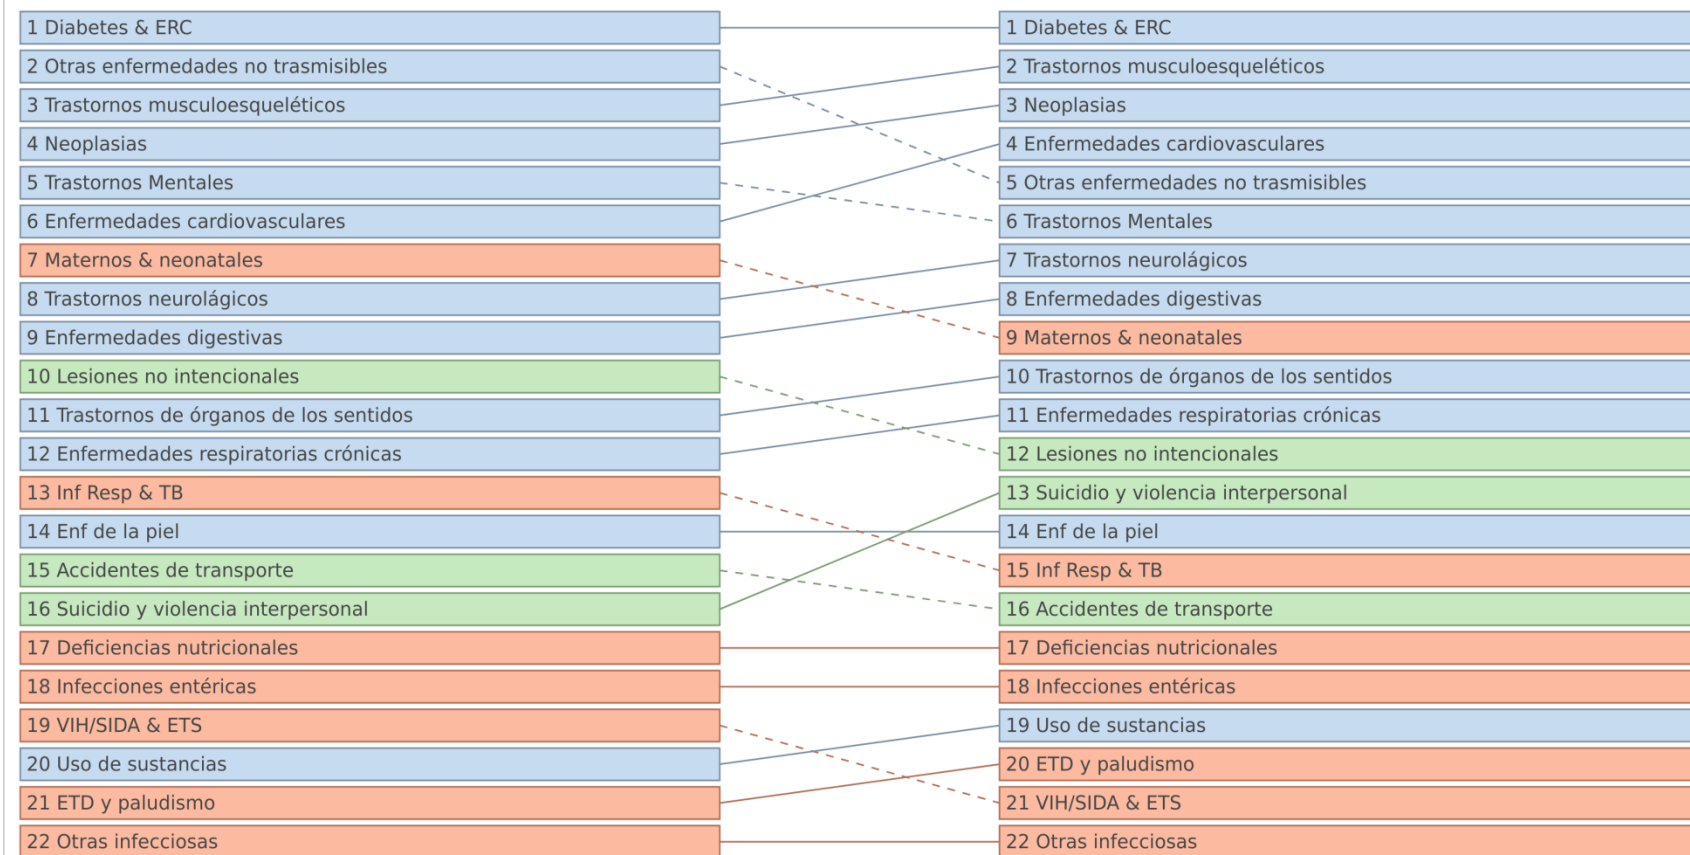 1 Diabetes & ERC
2 Otras enfermedades no trasmisibles
3 Trastornos musculoesqueléticos
4 Neoplasias
5 Trastornos Mentales
6 Enfermedades cardiovasculares
7 Maternos & neonatales
8 Trastornos neurolágicos
9 Enfermedades digestivas
10 Lesiones no intencionales
11 Trastornos de órganos de los sentidos
12 Enfermedades respiratorias crónicas
13 Inf Resp & TB
14 Enf de la piel
15 Accidentes de transporte
16 Suicidio y violencia interpersonal
17 Deficiencias nutricionales
18 Infecciones entéricas
19 VIH/SIDA & ETS
20 Uso de sustancias
21 ETD y paludismo
22 Otras infecciosas
1 Diabetes & ERC
2 Trastornos musculoesqueléticos
3 Neoplasias
4 Enfermedades cardiovasculares
5 Otras enfermedades no trasmisibles
6 Trastornos Mentales
7 Trastornos neurolágicos
8 Enfermedades digestivas
9 Maternos & neonatales
10 Trastornos de órganos de los sentidos
11 Enfermedades respiratorias crónicas
12 Lesiones no intencionales
13 Suicidio y violencia interpersonal
14 Enf de la piel
15 Inf Resp & TB
16 Accidentes de transporte
17 Deficiencias nutricionales
18 Infecciones entéricas
19 Uso de sustancias
20 ETD y paludismo
21 VIH/SIDA & ETS
22 Otras infecciosas